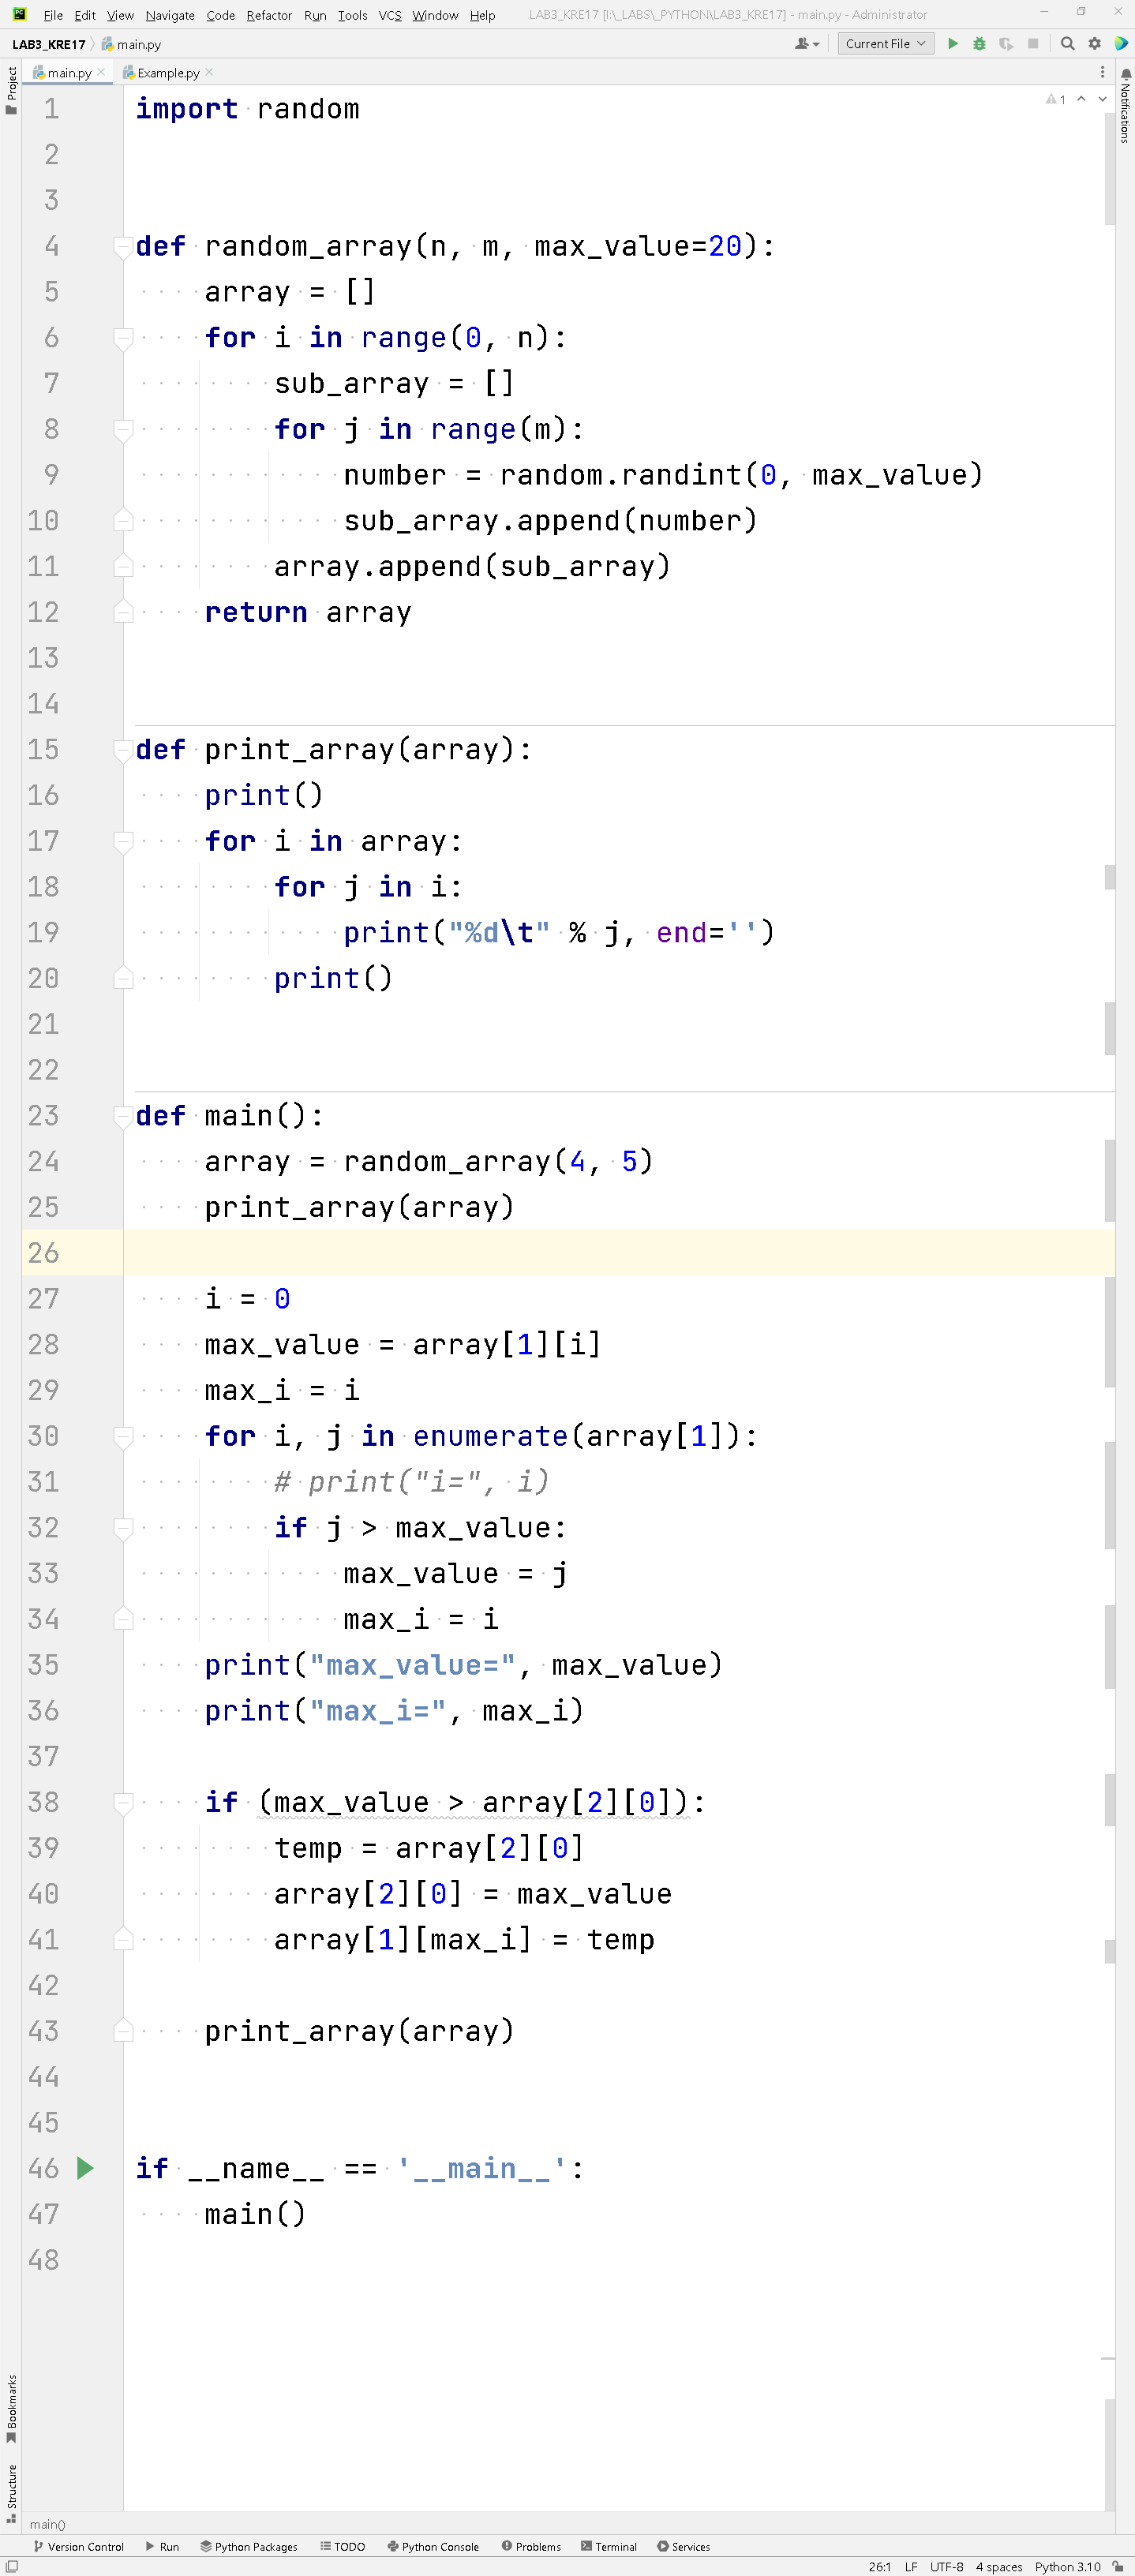 File Edit View Navigate Code Refactor Run Tools VCS Window Help LAB3_KRE17 [I:\_LABS\_PYTHON\LAB3_KRE17] - main.py - Administrator
LAB3_KRE17 main.py Current File
Project main.py Example.py Notifications
1 import random
2
3
4 def random_array(n, m, max_value=20):
5     array = []
6     for i in range(0, n):
7         sub_array = []
8         for j in range(m):
9             number = random.randint(0, max_value)
10             sub_array.append(number)
11         array.append(sub_array)
12     return array
13
14
15 def print_array(array):
16     print()
17     for i in array:
18         for j in i:
19             print("%d\t" % j, end='')
20         print()
21
22
23 def main():
24     array = random_array(4, 5)
25     print_array(array)
26
27     i = 0
28     max_value = array[1][i]
29     max_i = i
30     for i, j in enumerate(array[1]):
31         # print("i=", i)
32         if j > max_value:
33             max_value = j
34             max_i = i
35     print("max_value=", max_value)
36     print("max_i=", max_i)
37
38     if (max_value > array[2][0]):
39         temp = array[2][0]
40         array[2][0] = max_value
41         array[1][max_i] = temp
42
43     print_array(array)
44
45
46 if __name__ == '__main__':
47     main()
48
1
Bookmarks
Structure
main()
Version Control Run Python Packages TODO Python Console Problems Terminal Services
26:1 LF UTF-8 4 spaces Python 3.10